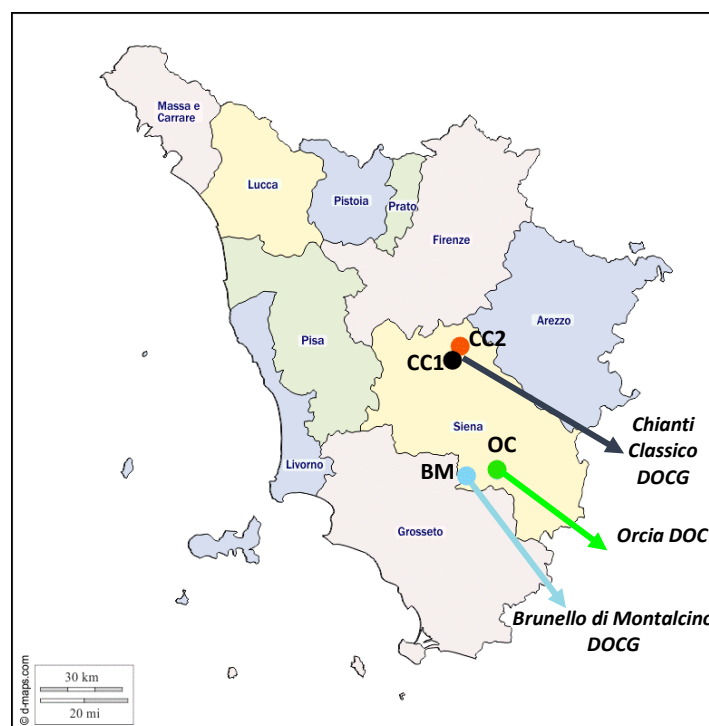 Massa e
Carrare
Lucca
Pistoia
Prato
Firenze
Arezzo
Pisa
CC2
CC1
Chianti
Classico
DOCG
Siena
OC
BM
Livorno
Grosseto
Orcia DOC
Brunello di Montalcino
DOCG
30 km
20 mi
© d-maps.com